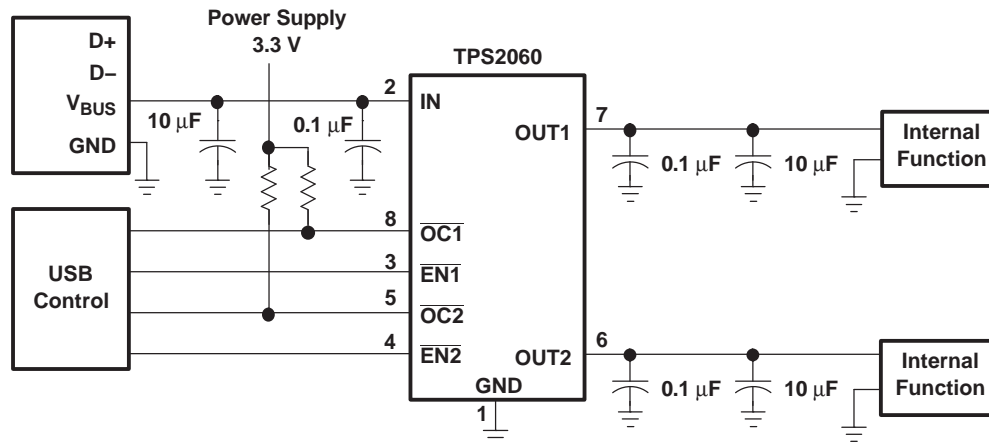 Power Supply
3.3 V
TPS2060
D+
D−
V_BUS
GND
10 μF
0.1 μF
2
IN
7
OUT1
0.1 μF
10 μF
Internal
Function
USB
Control
8
OC1
3
EN1
5
OC2
4
EN2
6
OUT2
GND
1
0.1 μF
10 μF
Internal
Function